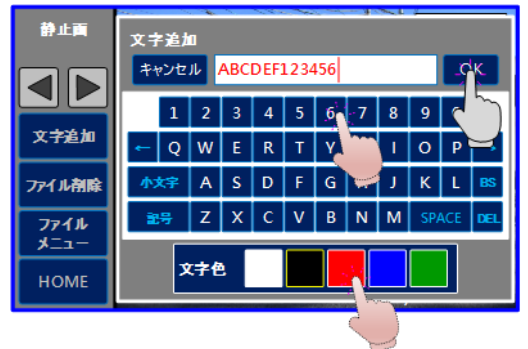 静止画
文字追加
ファイル削除
ファイル
メニュー
HOME
文字追加
キャンセル ABCDEF123456 OK
1 2 3 4 5 6 7 8 9
← Q W E R T Y I O P
小文字 A S D F G J K L BS
記号 Z X C V B N M SPACE DEL
文字色